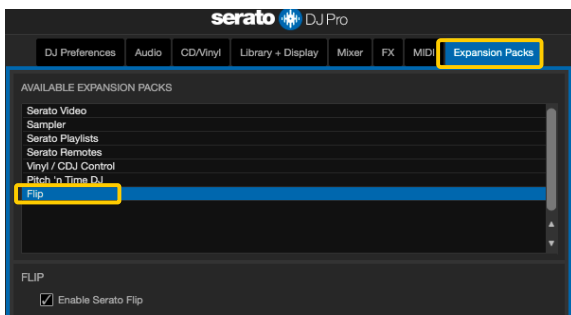 serato DJ Pro
DJ Preferences Audio CD/Vinyl Library + Display Mixer FX MIDI Expansion Packs
AVAILABLE EXPANSION PACKS
Serato Video
Sampler
Serato Playlists
Serato Remotes
Vinyl / CDJ Control
Pitch 'n Time DJ
Flip
FLIP
Enable Serato Flip